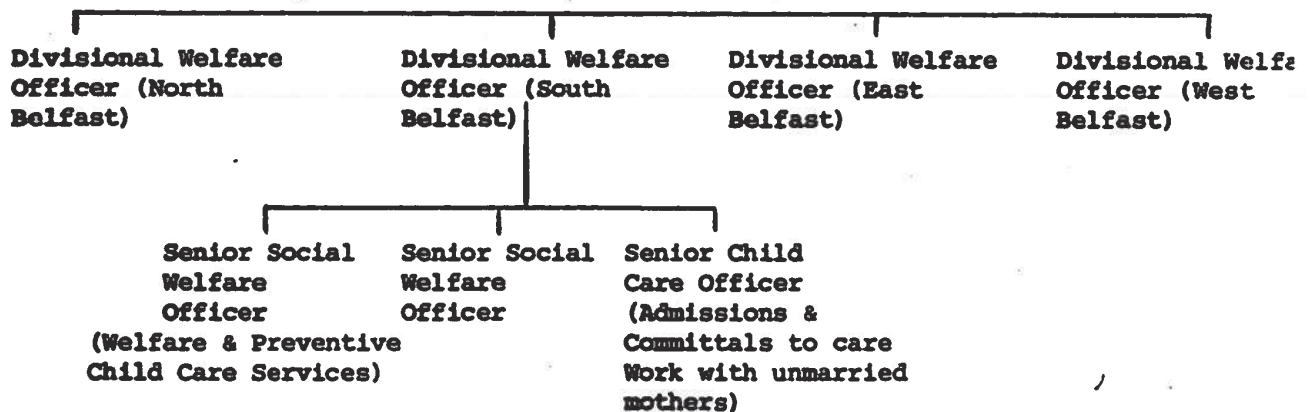 Divisional Welfare
Officer (North
Belfast)
Divisional Welfare
Officer (South
Belfast)
Divisional Welfare
Officer (East
Belfast)
Divisional Welfa
Officer (West
Belfast)
Senior Social
Welfare
Officer
(Welfare & Preventive
Child Care Services)
Senior Social
Welfare
Officer
Senior Child
Care Officer
(Admissions &
Committals to care
Work with unmarried
mothers)